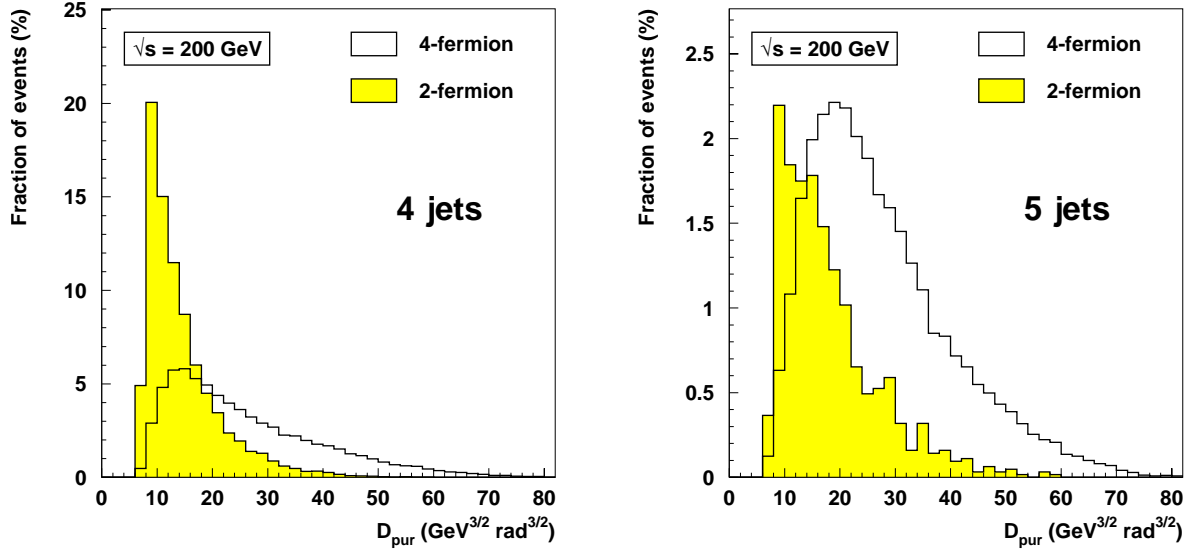 Fraction of events (%)
25
20
15
10
5
0
√s = 200 GeV
4-fermion
2-fermion
4 jets
0 10 20 30 40 50 60 70 80
D_pur (GeV^3/2 rad^3/2)
Fraction of events (%)
2.5
2
1.5
1
0.5
0
√s = 200 GeV
4-fermion
2-fermion
5 jets
0 10 20 30 40 50 60 70 80
D_pur (GeV^3/2 rad^3/2)